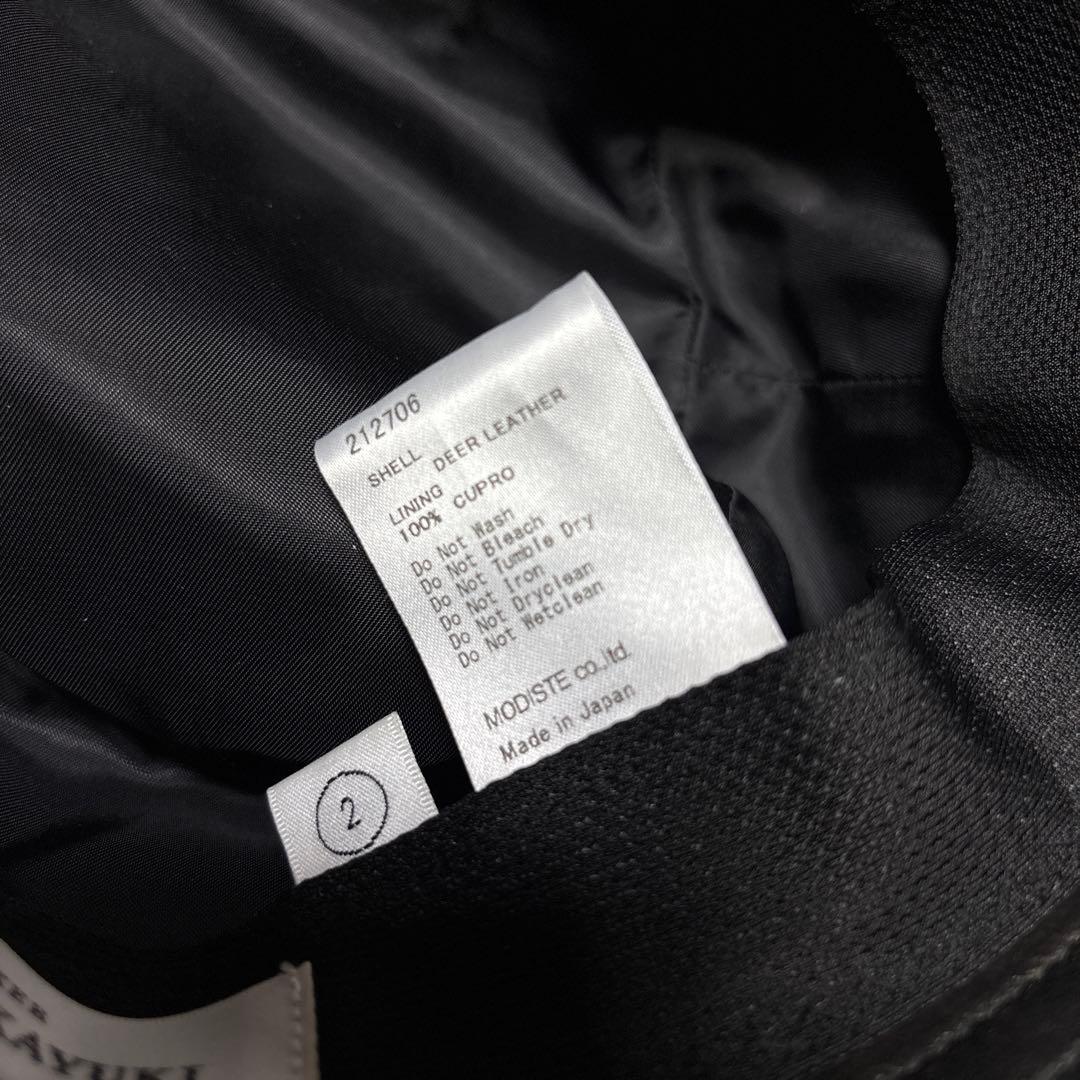 212706
SHELL
DEER LEATHER
LINING
100% CUPRO
Do Not Wash
Do Not Bleach
Do Not Tumble Dry
Do Not Iron
Do Not Dryclean
Do Not Wetclean
MODISTE co.,ltd.
Made in Japan
2